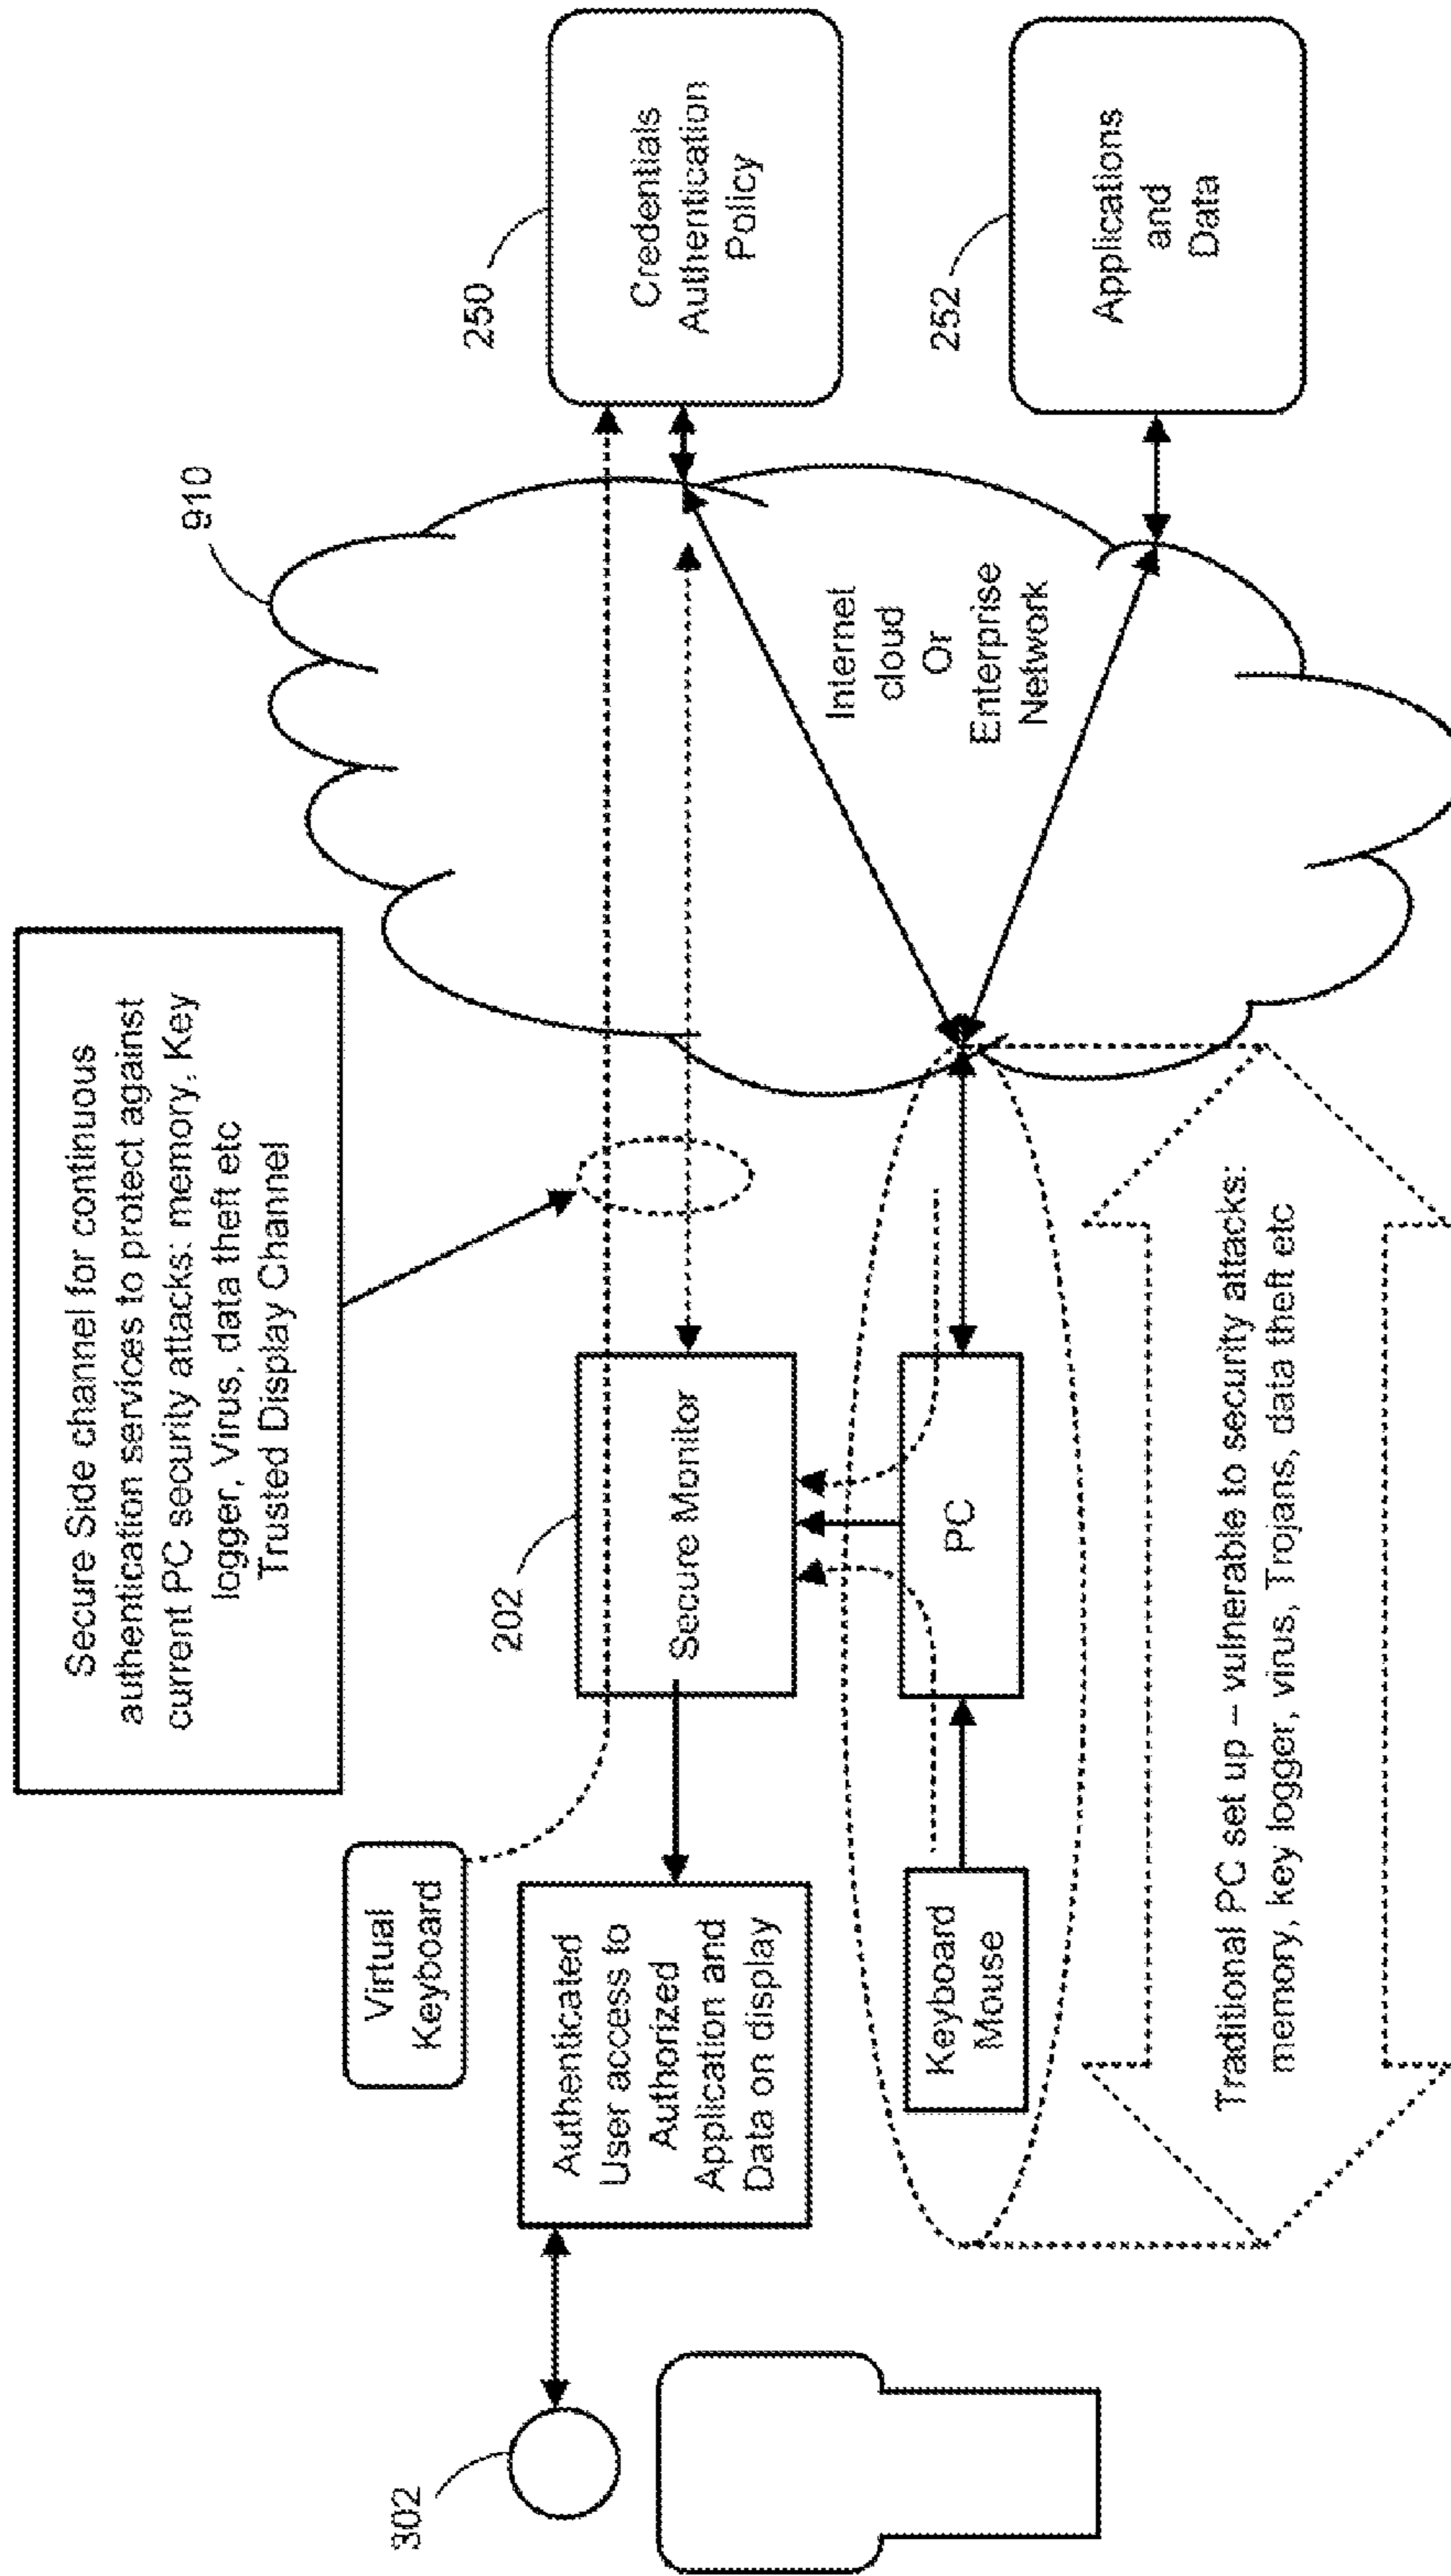 Secure Side channel for continuous
authentication services to protect against
current PC security attacks: memory, Key
logger, Virus, data theft etc
Trusted Display Channel
910
250
Credentials
Authentication
Policy
252
Applications
and
Data
Internet
cloud
Or
Enterprise
Network
202
Secure Monitor
PC
Virtual
Keyboard
Authenticated
User access to
Authorized
Application and
Data on display
Keyboard
Mouse
302
Traditional PC set up – vulnerable to security attacks:
memory, key logger, virus, Trojans, data theft etc